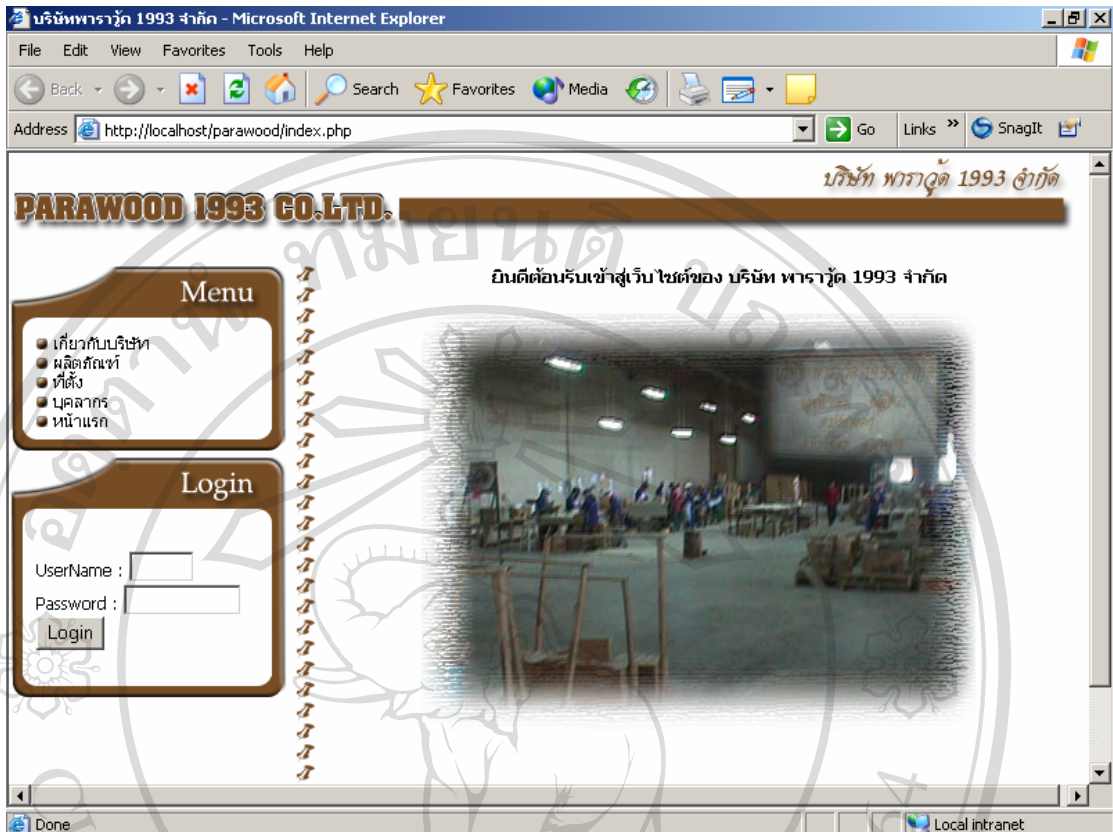 บริษัทพาราวู้ด 1993 จำกัด - Microsoft Internet Explorer
File Edit View Favorites Tools Help
Back Search Favorites Media
Address http://localhost/parawood/index.php Go Links » SnagIt
บริษัท พาราวู้ด 1993 จำกัด
PARAWOOD 1993 CO.,LTD.
ยินดีต้อนรับเข้าสู่เว็บไซต์ของ บริษัท พาราวู้ด 1993 จำกัด
Menu
เกี่ยวกับบริษัท
ผลิตภัณฑ์
ที่ตั้ง
บุคลากร
หน้าแรก
Login
UserName :
Password :
Login
Done Local intranet